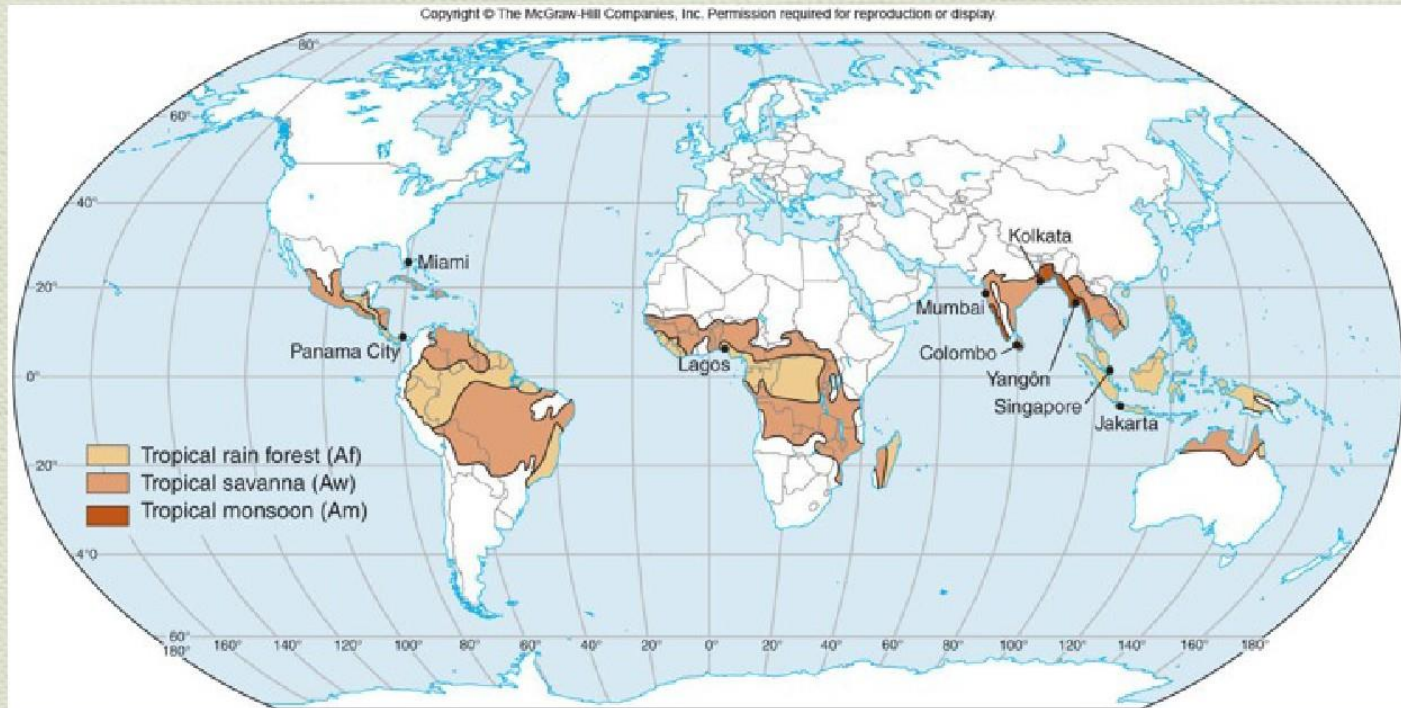 Copyright © The McGraw-Hill Companies, Inc. Permission required for reproduction or display.
80°
60°
40°
Kolkata
Miami
20°
Mumbai
Panama City
Lagos
Colombo
Yangôn
0°
Singapore
Jakarta
Tropical rain forest (Af)
20°
Tropical savanna (Aw)
Tropical monsoon (Am)
4°0
60°
180° 160° 140° 120° 100° 80° 60° 40° 20° 0° 20° 40° 60° 80° 100° 120° 140° 160° 180°